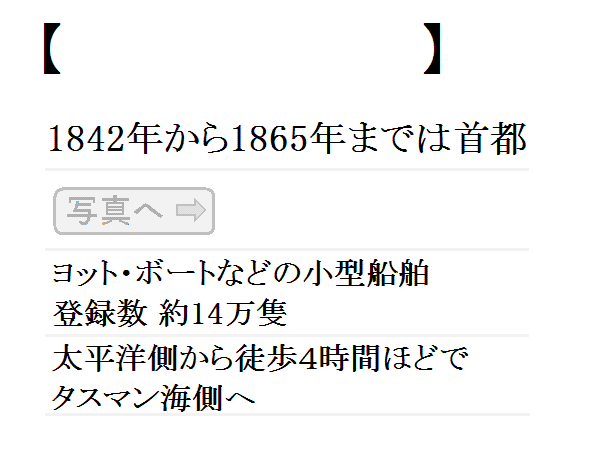 【　　　　　　　　】
1842年から1865年までは首都
写真へ
ヨット・ボートなどの小型船舶
登録数 約14万隻
太平洋側から徒歩4時間ほどで
タスマン海側へ